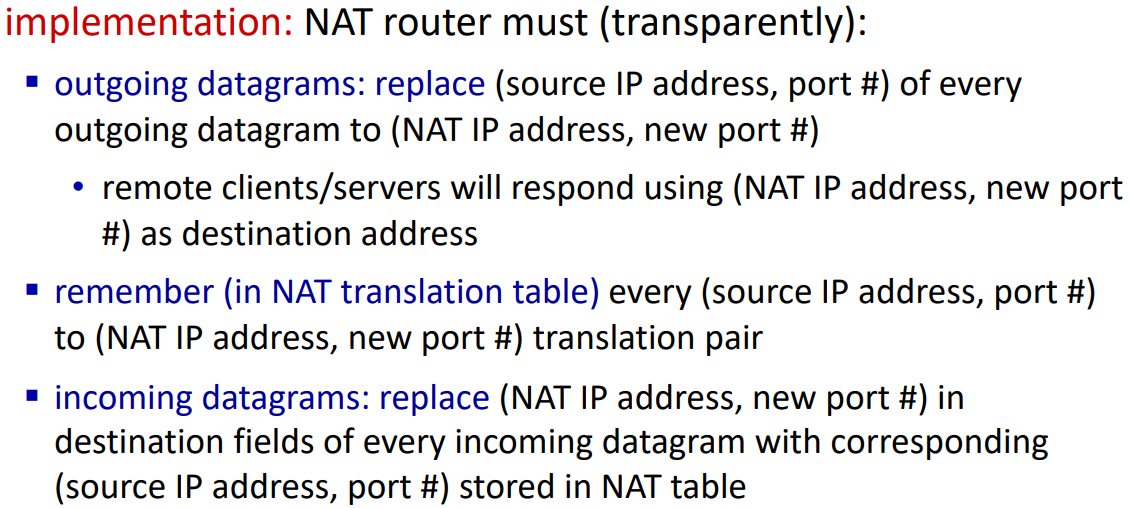 implementation: NAT router must (transparently):
▪ outgoing datagrams: replace (source IP address, port #) of every
outgoing datagram to (NAT IP address, new port #)
• remote clients/servers will respond using (NAT IP address, new port
#) as destination address
▪ remember (in NAT translation table) every (source IP address, port #)
to (NAT IP address, new port #) translation pair
▪ incoming datagrams: replace (NAT IP address, new port #) in
destination fields of every incoming datagram with corresponding
(source IP address, port #) stored in NAT table